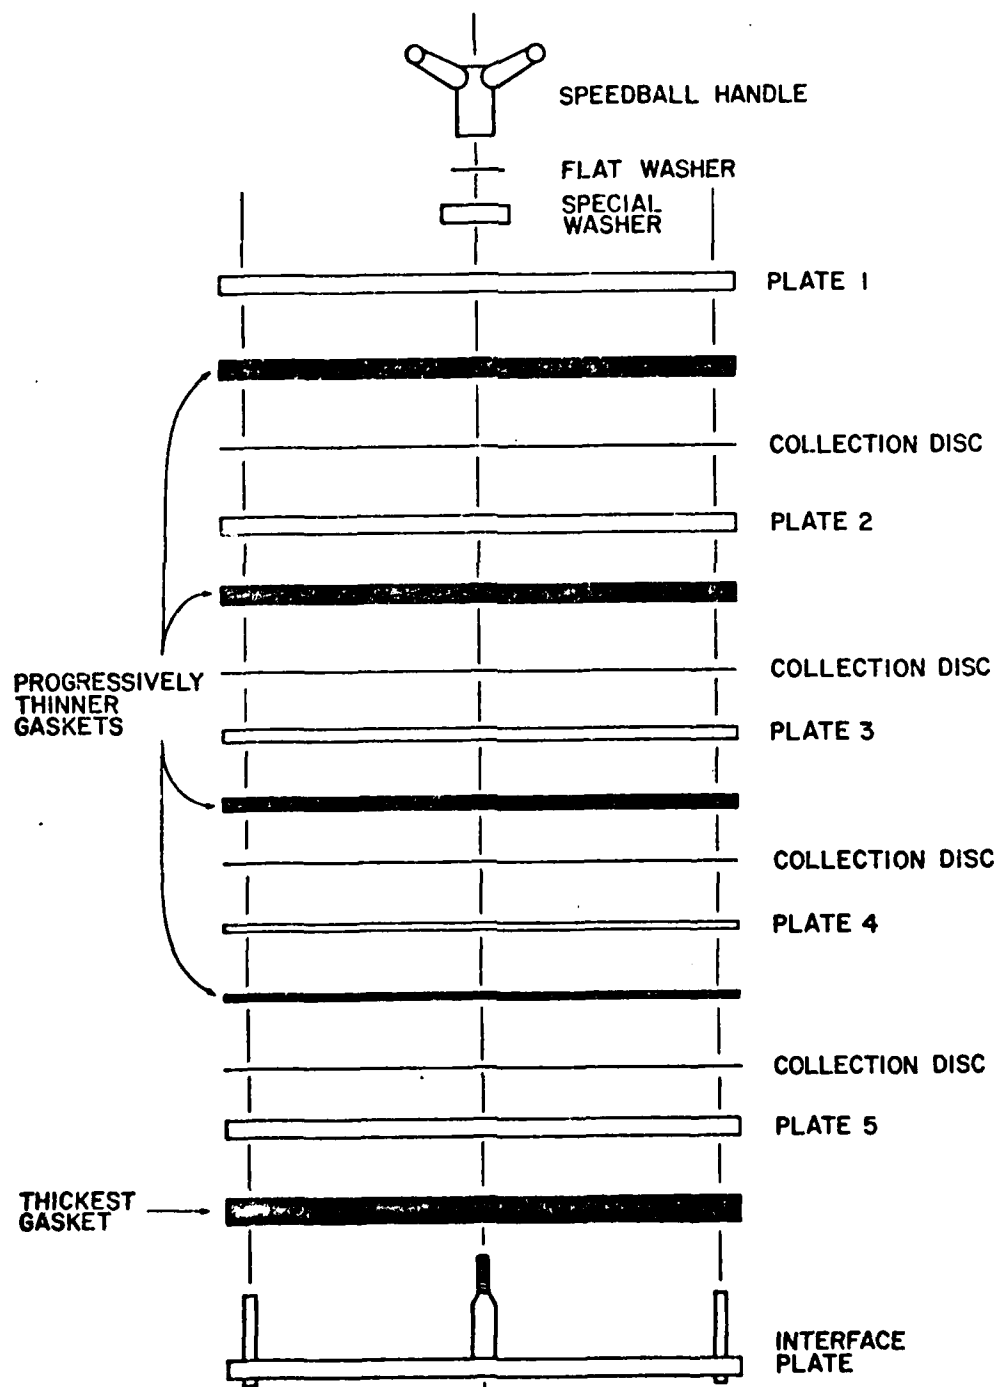 SPEEDBALL HANDLE
FLAT WASHER
SPECIAL
WASHER
PLATE 1
COLLECTION DISC
PLATE 2
PROGRESSIVELY
THINNER
GASKETS
COLLECTION DISC
PLATE 3
COLLECTION DISC
PLATE 4
COLLECTION DISC
PLATE 5
THICKEST
GASKET
INTERFACE
PLATE